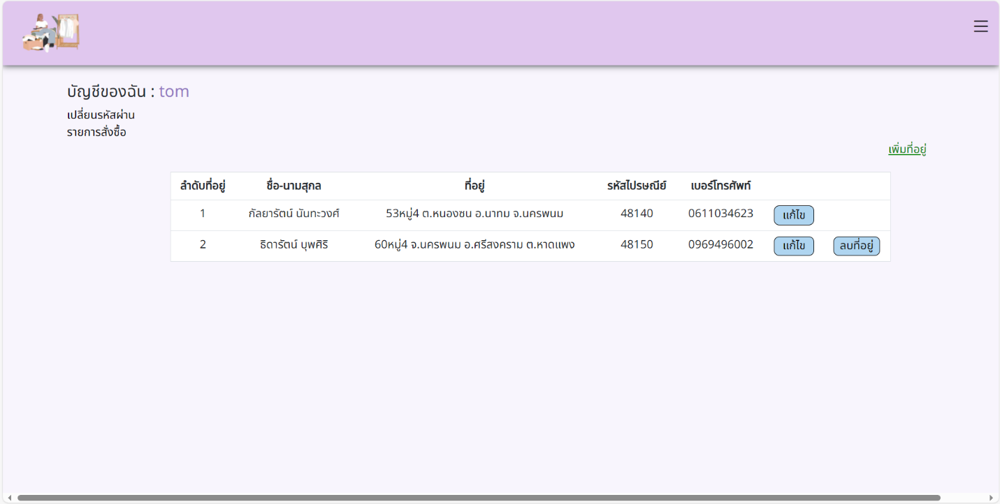 บัญชีของฉัน : tom
เปลี่ยนรหัสผ่าน
รายการสั่งซื้อ
เพิ่มที่อยู่
ลำดับที่อยู่ ชื่อ-นามสกุล ที่อยู่ รหัสไปรษณีย์ เบอร์โทรศัพท์
1 กัลยารัตน์ นันทะวงศ์ 53หมู่4 ต.หนองซน อ.นาทม จ.นครพนม 48140 0611034623 แก้ไข
2 ธิดารัตน์ บุพศิริ 60หมู่4 จ.นครพนม อ.ศรีสงคราม ต.หาดแพง 48150 0969496002 แก้ไข ลบที่อยู่